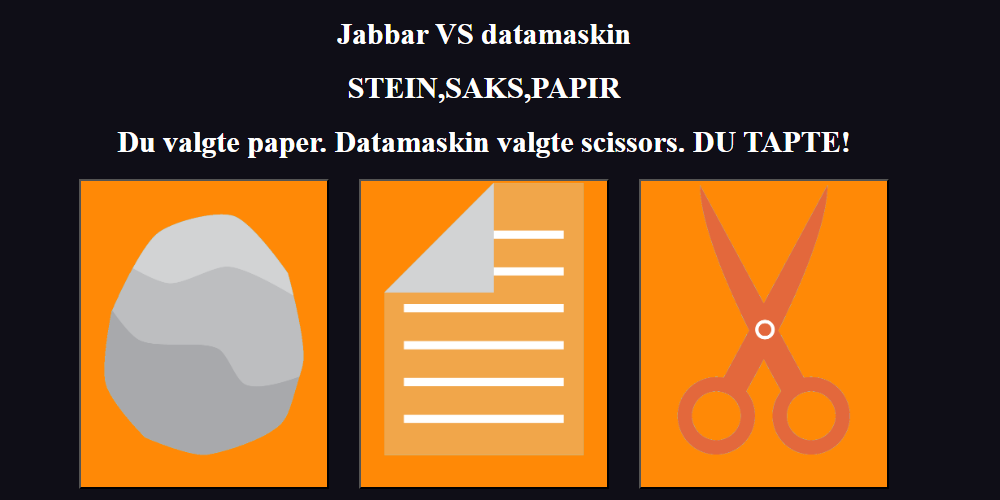 Jabbar VS datamaskin
STEIN,SAKS,PAPIR
Du valgte paper. Datamaskin valgte scissors. DU TAPTE!